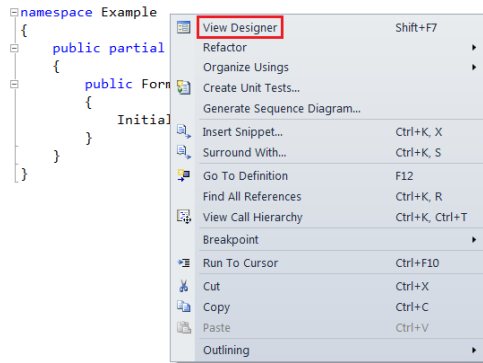 namespace Example
{
public partial
{
public Form
{
Initial
}
}
}
View Designer Shift+F7
Refactor
Organize Usings
Create Unit Tests...
Generate Sequence Diagram...
Insert Snippet... Ctrl+K, X
Surround With... Ctrl+K, S
Go To Definition F12
Find All References Ctrl+K, R
View Call Hierarchy Ctrl+K, Ctrl+T
Breakpoint
Run To Cursor Ctrl+F10
Cut Ctrl+X
Copy Ctrl+C
Paste Ctrl+V
Outlining